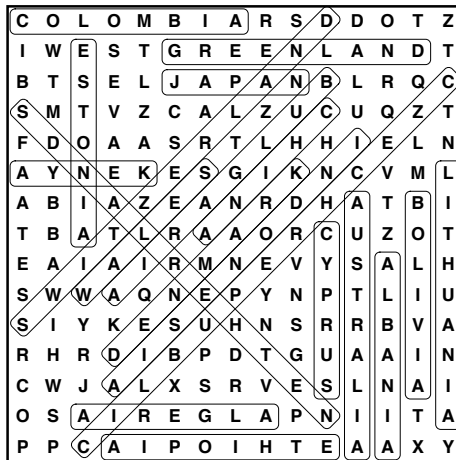 C O L O M B I A R S D D O T Z
I W E S T G R E E N L A N D T
B T S E L J A P A N B L R Q C
S M T V Z C A L Z U C U Q Z T
F D O A A S R T L H H I E L N
A Y N E K E S G I K N C V M L
A B I A Z E A N R D H A T B I
T B A T L R A A O R C U Z O T
E A I A I R M N E V Y S A L H
S W W A Q N E P Y N P T L I U
S I Y K E S U H N S R R B V A
R H R D I B P D T G U A A I N
C W J A L X S R V E S L N A I
O S A I R E G L A P N I I T A
P P C A I P O I H T E A A X Y